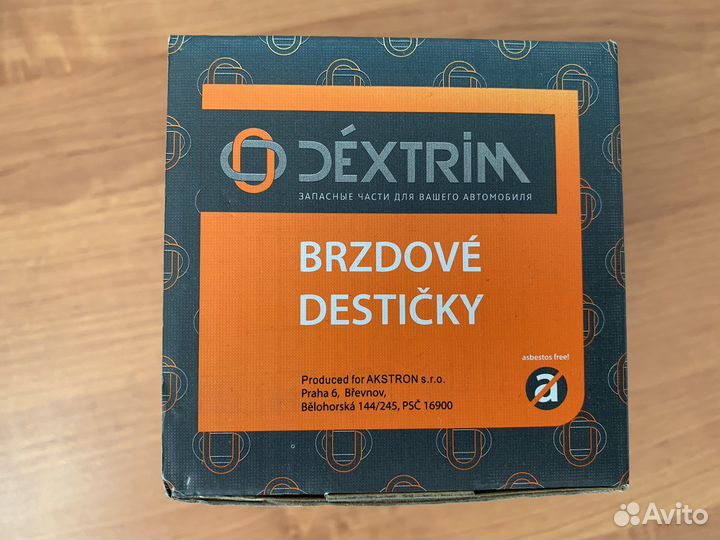 DÉXTRIM
ЗАПАСНЫЕ ЧАСТИ ДЛЯ ВАШЕГО АВТОМОБИЛЯ
BRZDOVÉ
DESTIČKY
asbestos free!
a
Produced for AKSTRON s.r.o.
Praha 6, Břevnov,
Bělohorská 144/245, PSČ 16900
Avito